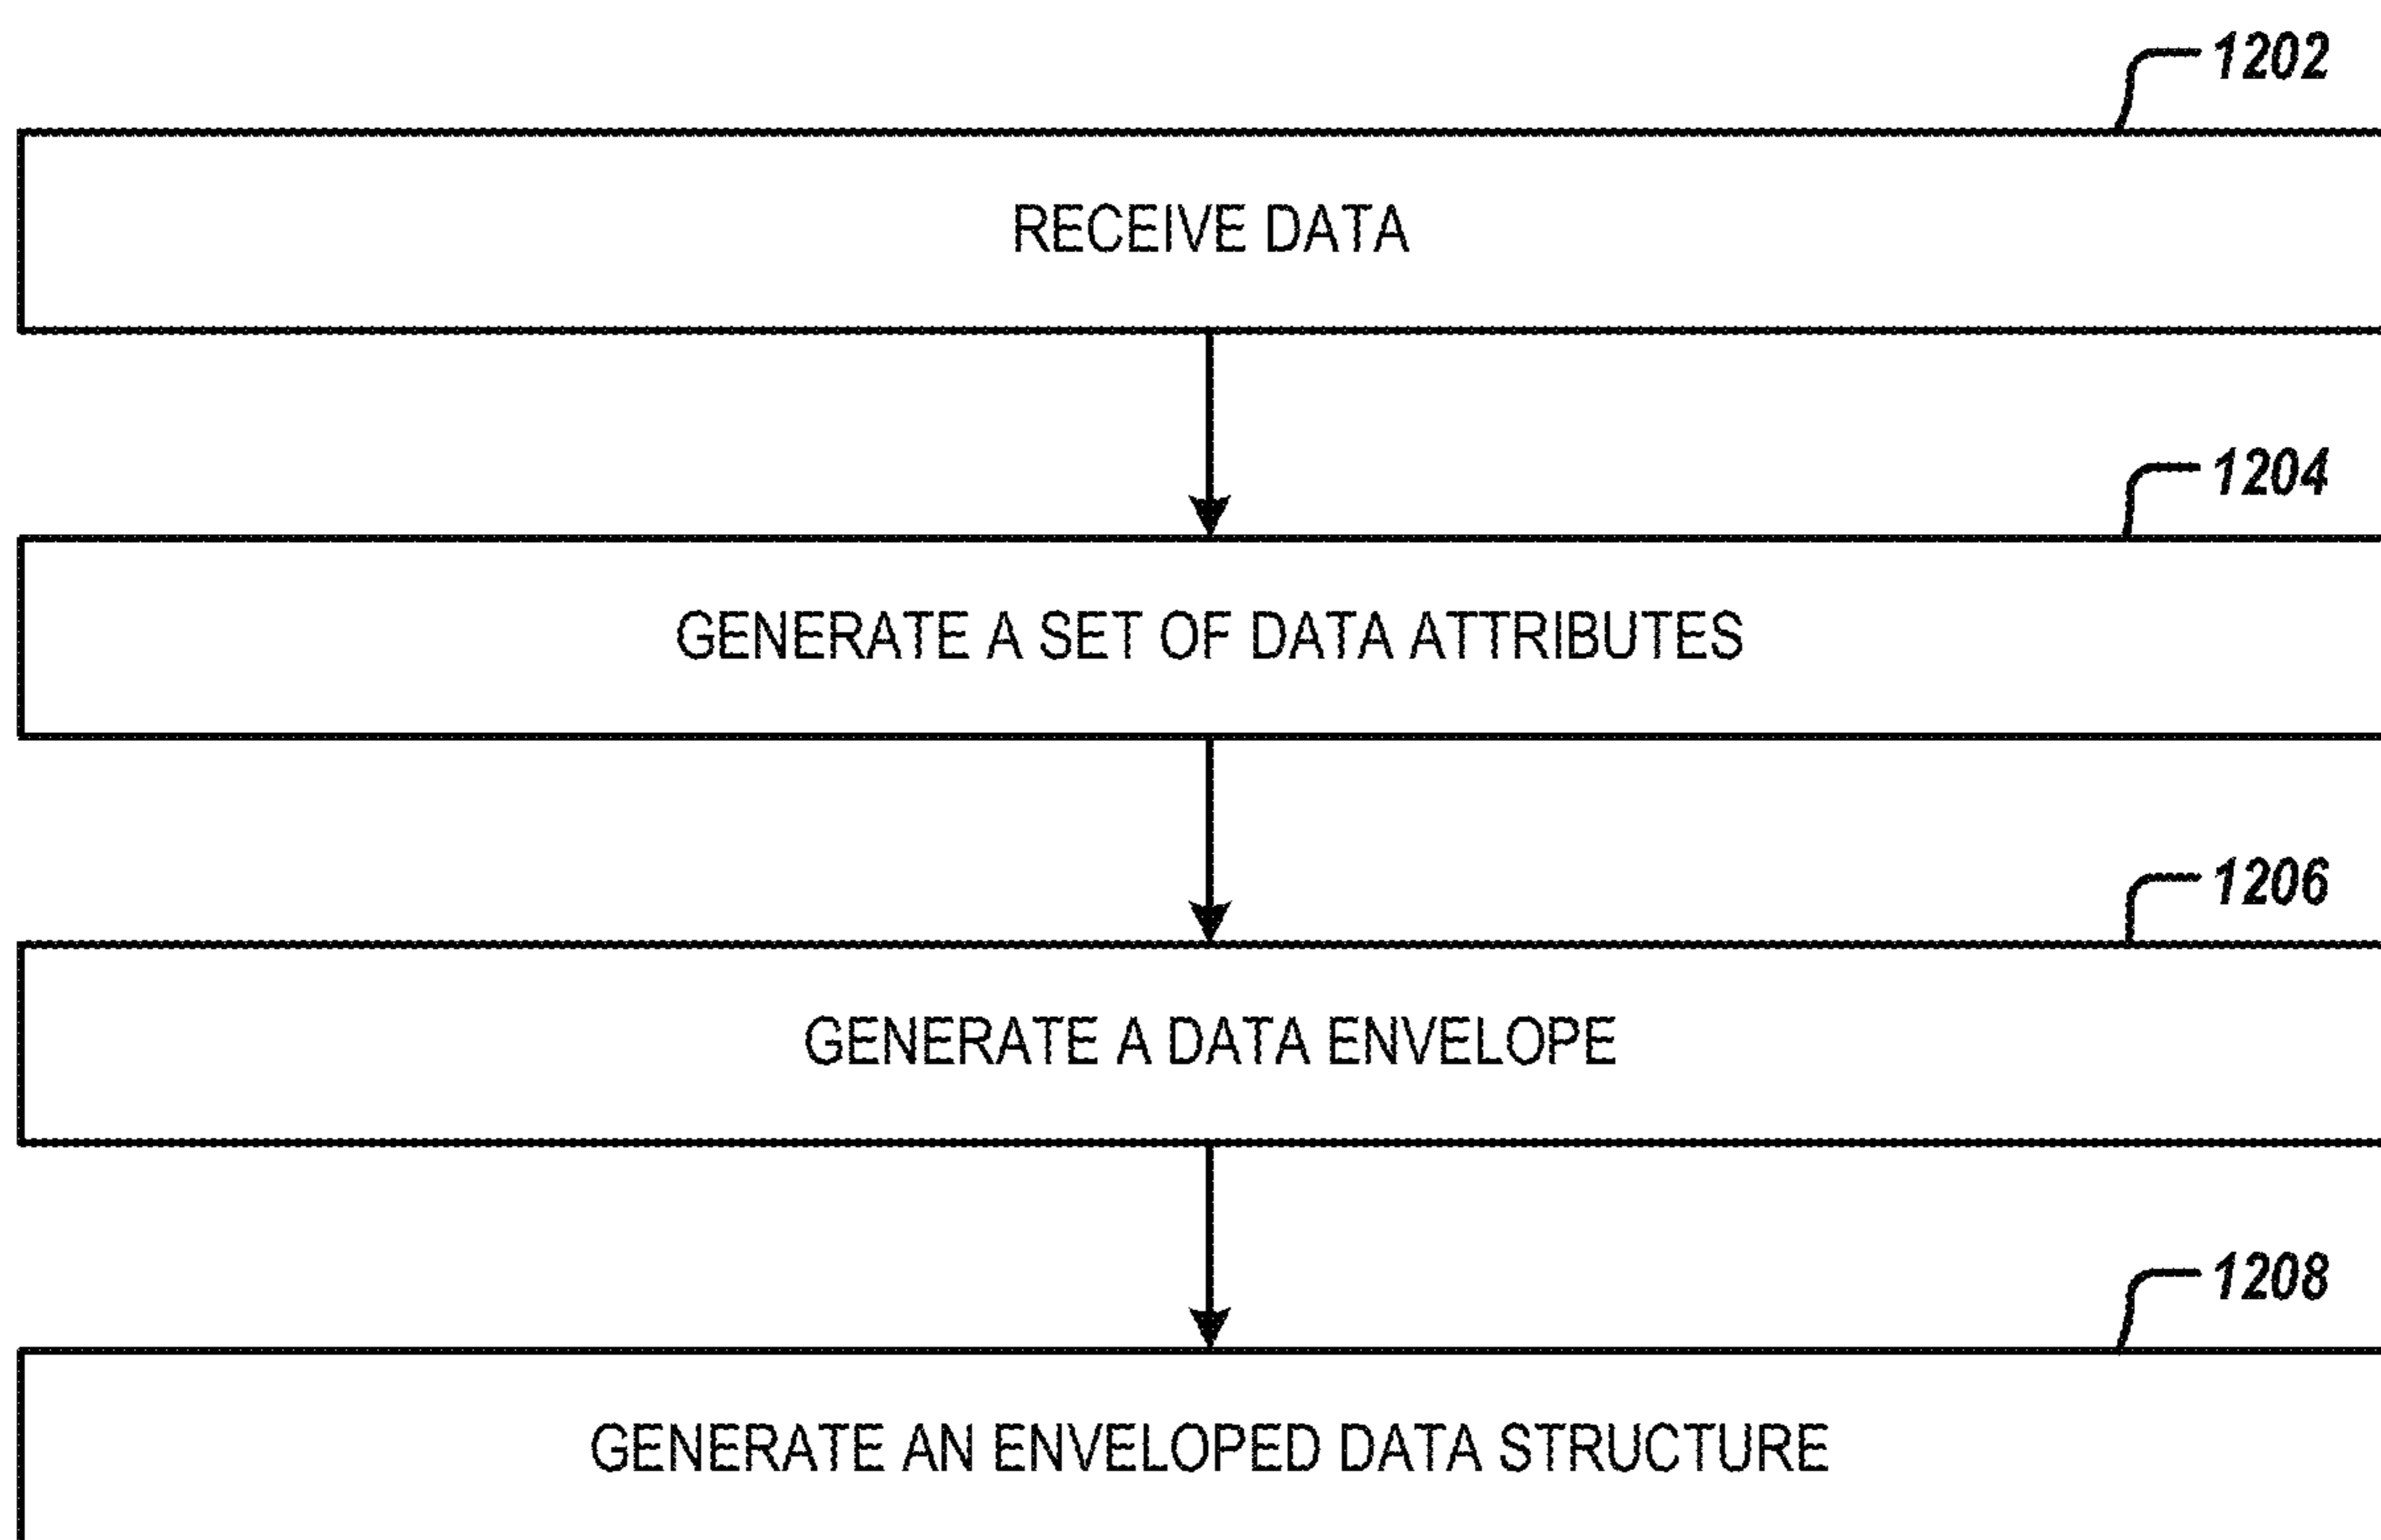 1202
RECEIVE DATA
1204
GENERATE A SET OF DATA ATTRIBUTES
1206
GENERATE A DATA ENVELOPE
1208
GENERATE AN ENVELOPED DATA STRUCTURE